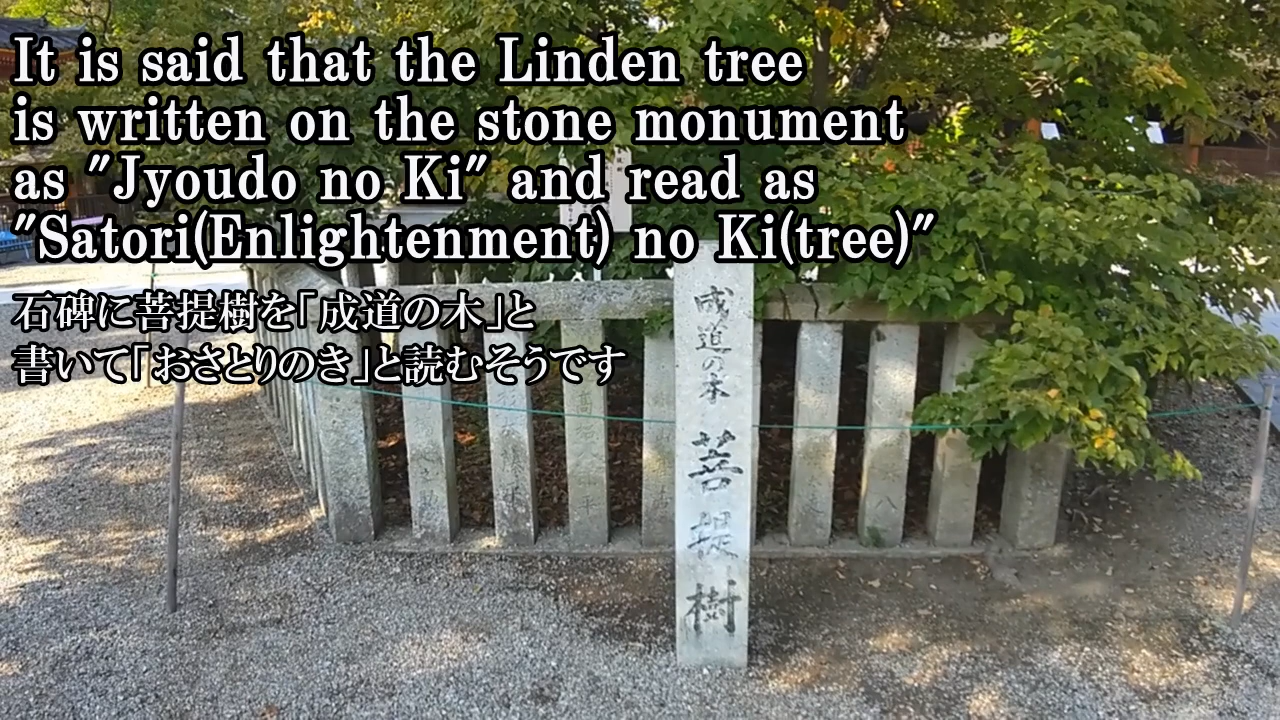 It is said that the Linden tree
is written on the stone monument
as "Jyoudo no Ki" and read as
"Satori(Enlightenment) no Ki(tree)"
石碑に菩提樹を「成道の木」と
書いて「おさとりのき」と読むそうです
成道の木 菩提樹